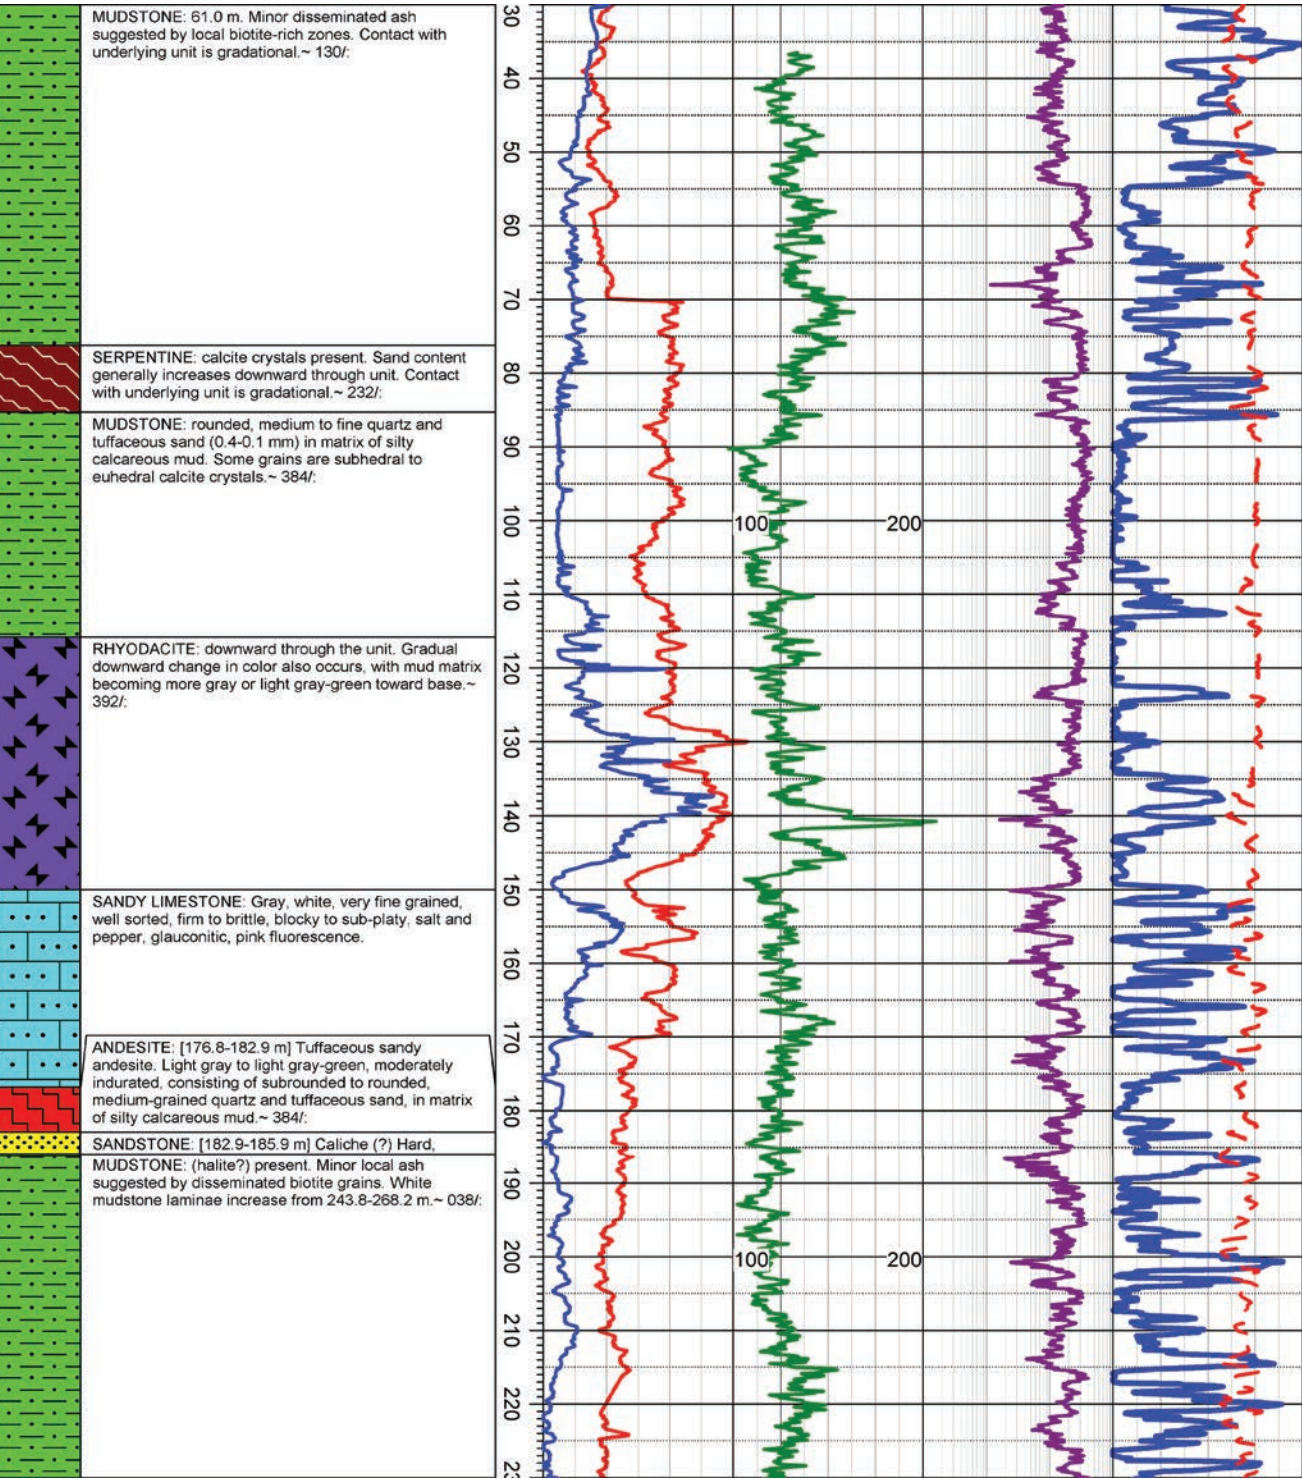 MUDSTONE: 61.0 m. Minor disseminated ash
suggested by local biotite-rich zones. Contact with
underlying unit is gradational.~ 130/:
SERPENTINE: calcite crystals present. Sand content
generally increases downward through unit. Contact
with underlying unit is gradational.~ 232/:
MUDSTONE: rounded, medium to fine quartz and
tuffaceous sand (0.4-0.1 mm) in matrix of silty
calcareous mud. Some grains are subhedral to
euhedral calcite crystals.~ 384/:
RHYODACITE: downward through the unit. Gradual
downward change in color also occurs, with mud matrix
becoming more gray or light gray-green toward base.~
392/:
SANDY LIMESTONE: Gray, white, very fine grained,
well sorted, firm to brittle, blocky to sub-platy, salt and
pepper, glauconitic, pink fluorescence.
ANDESITE: [176.8-182.9 m] Tuffaceous sandy
andesite. Light gray to light gray-green, moderately
indurated, consisting of subrounded to rounded,
medium-grained quartz and tuffaceous sand, in matrix
of silty calcareous mud.~ 384/:
SANDSTONE: [182.9-185.9 m] Caliche (?) Hard,
MUDSTONE: (halite?) present. Minor local ash
suggested by disseminated biotite grains. White
mudstone laminae increase from 243.8-268.2 m.~ 038/:
30
40
50
60
70
80
90
100
110
120
130
140
150
160
170
180
190
200
210
220
100 200
100 200